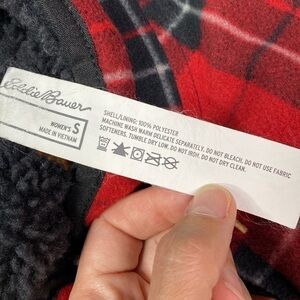 Eddie Bauer
WOMEN'S S
MADE IN VIETNAM
SHELL/LINING: 100% POLYESTER
MACHINE WASH WARM DELICATE SEPARATELY. DO NOT BLEACH. DO NOT USE FABRIC
SOFTENERS. TUMBLE DRY LOW. DO NOT IRON. DO NOT DRY CLEAN.